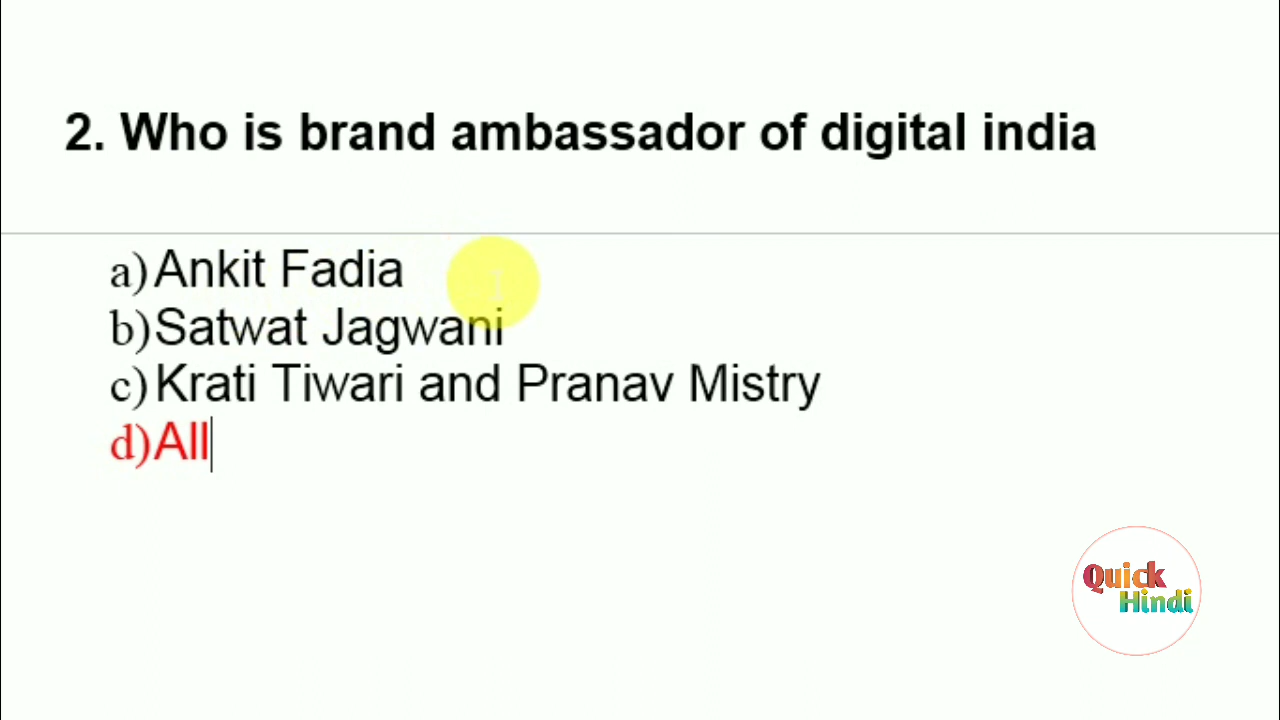 2. Who is brand ambassador of digital india
a) Ankit Fadia
b) Satwat Jagwani
c) Krati Tiwari and Pranav Mistry
d) All
Quick
Hindi